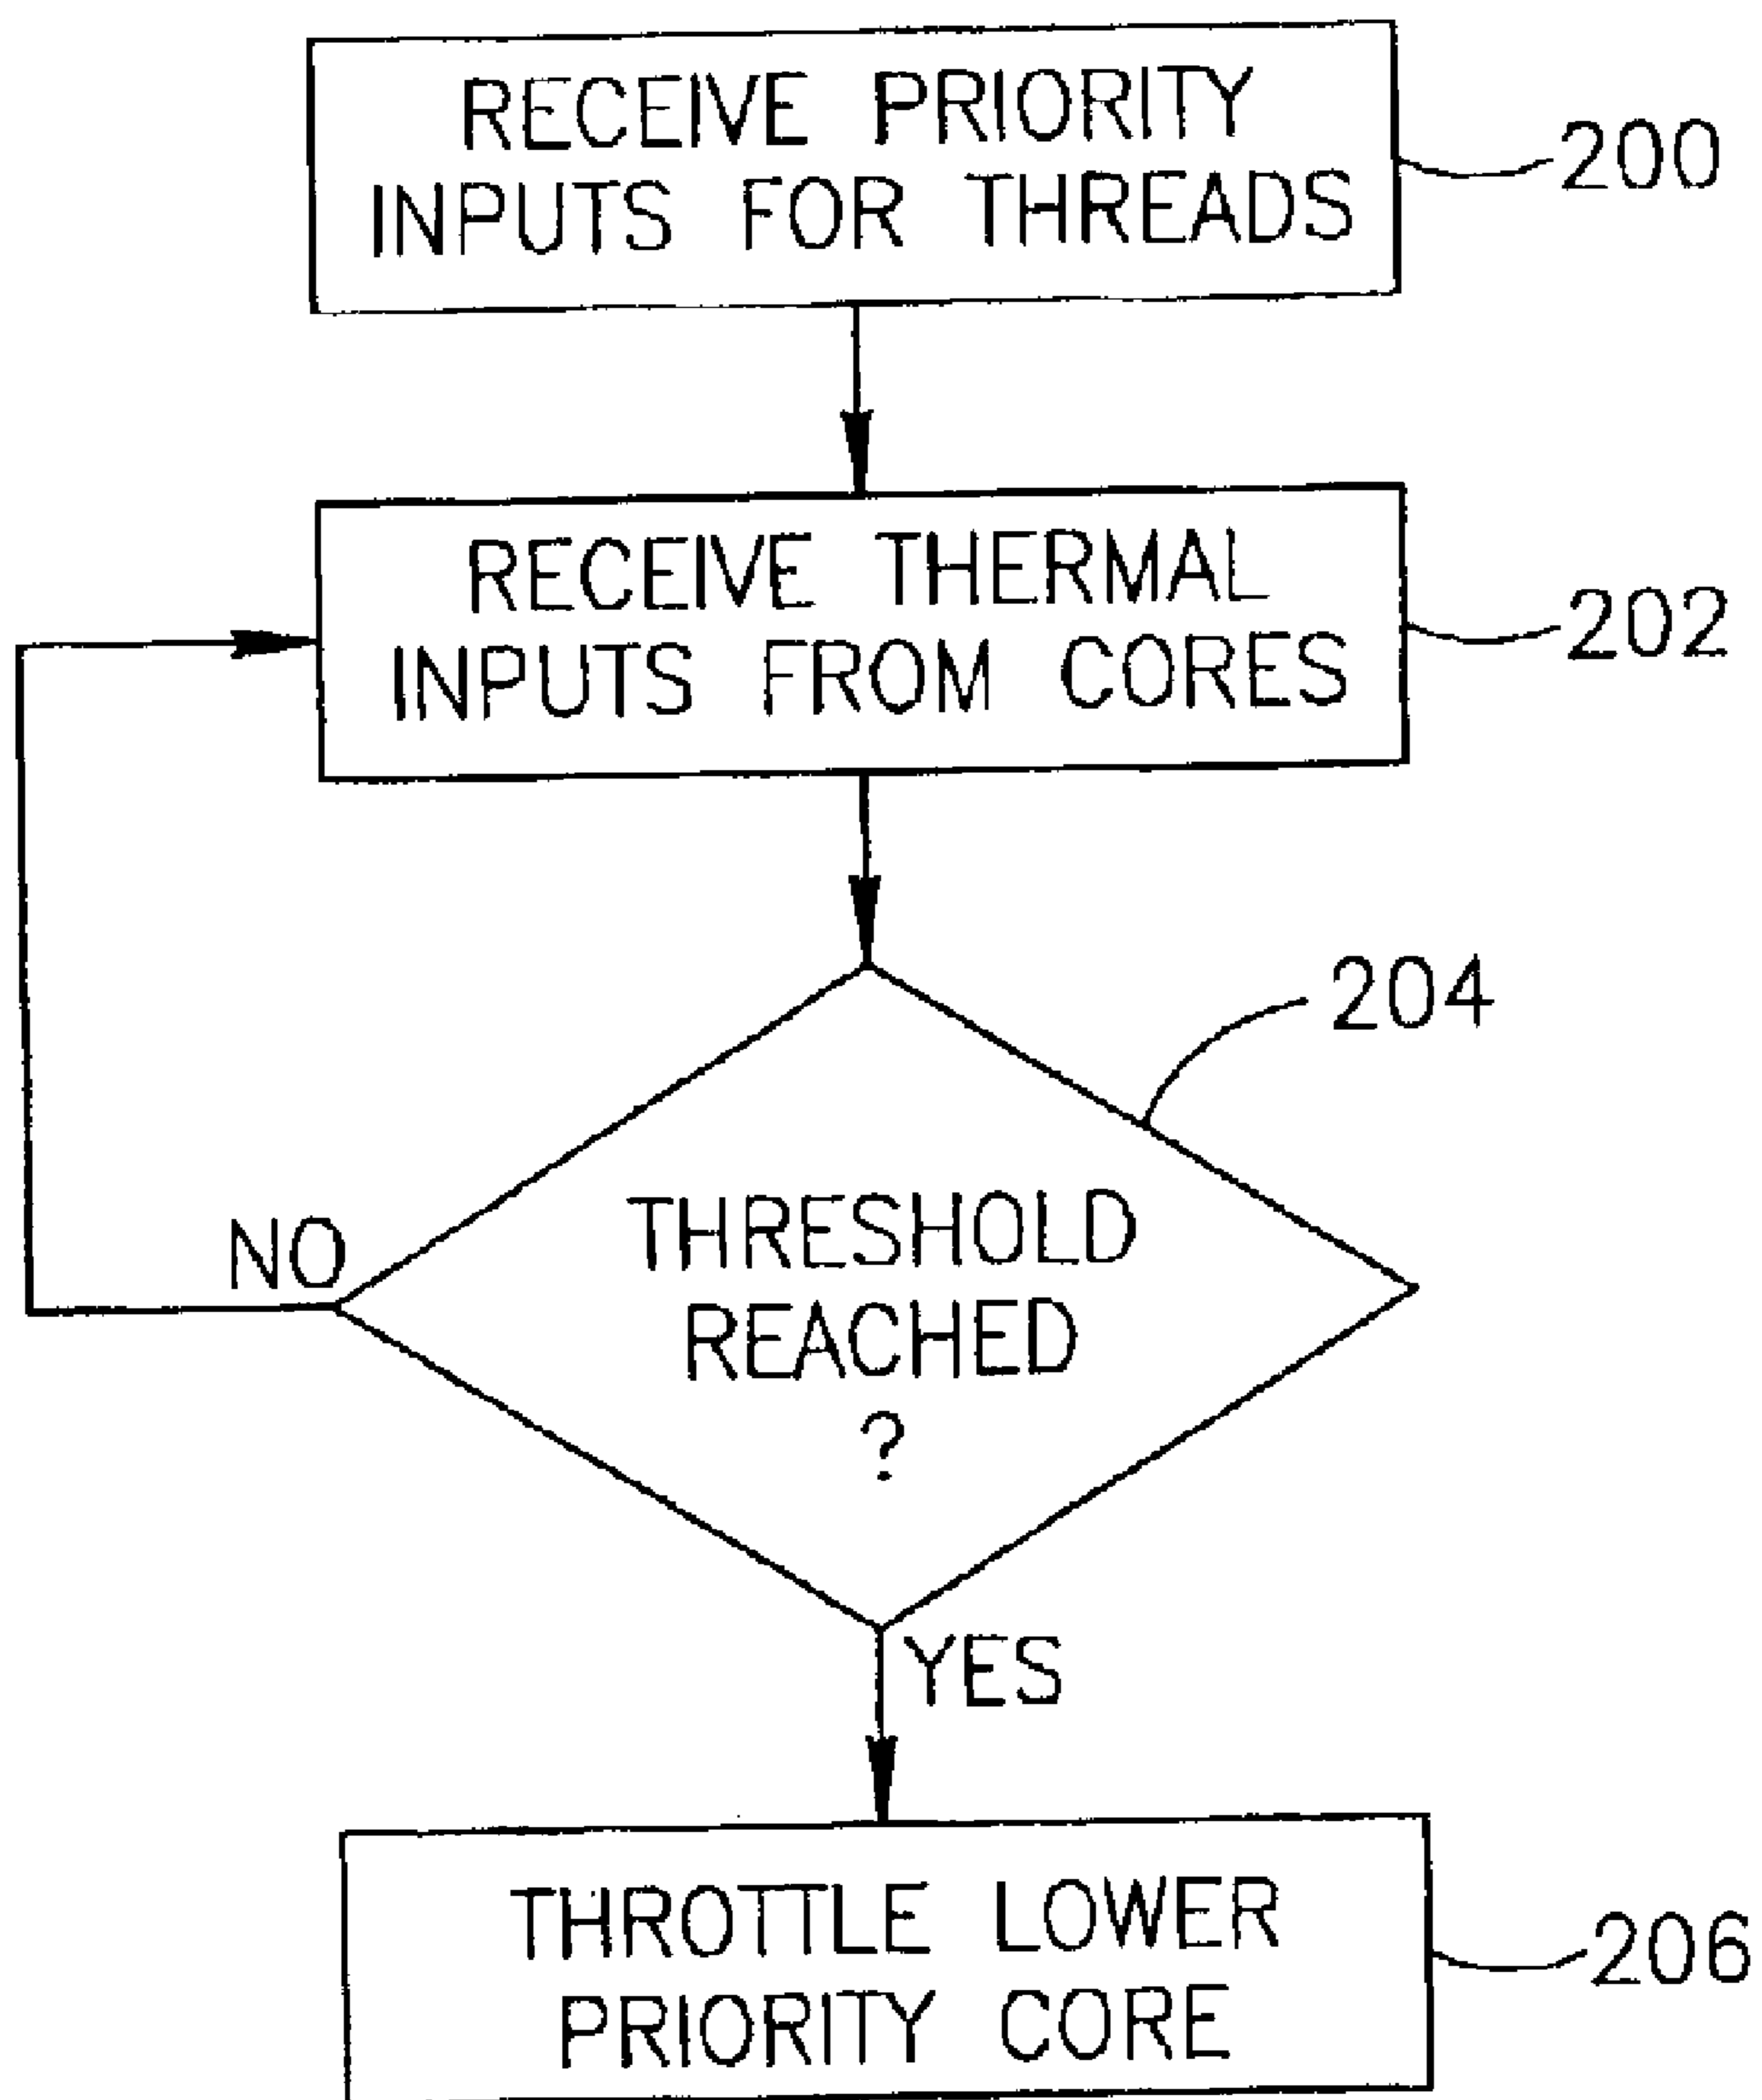 RECEIVE PRIORITY
INPUTS FOR THREADS
200
RECEIVE THERMAL
INPUTS FROM CORES
202
204
NO
THRESHOLD
REACHED
?
YES
THROTTLE LOWER
PRIORITY CORE
206